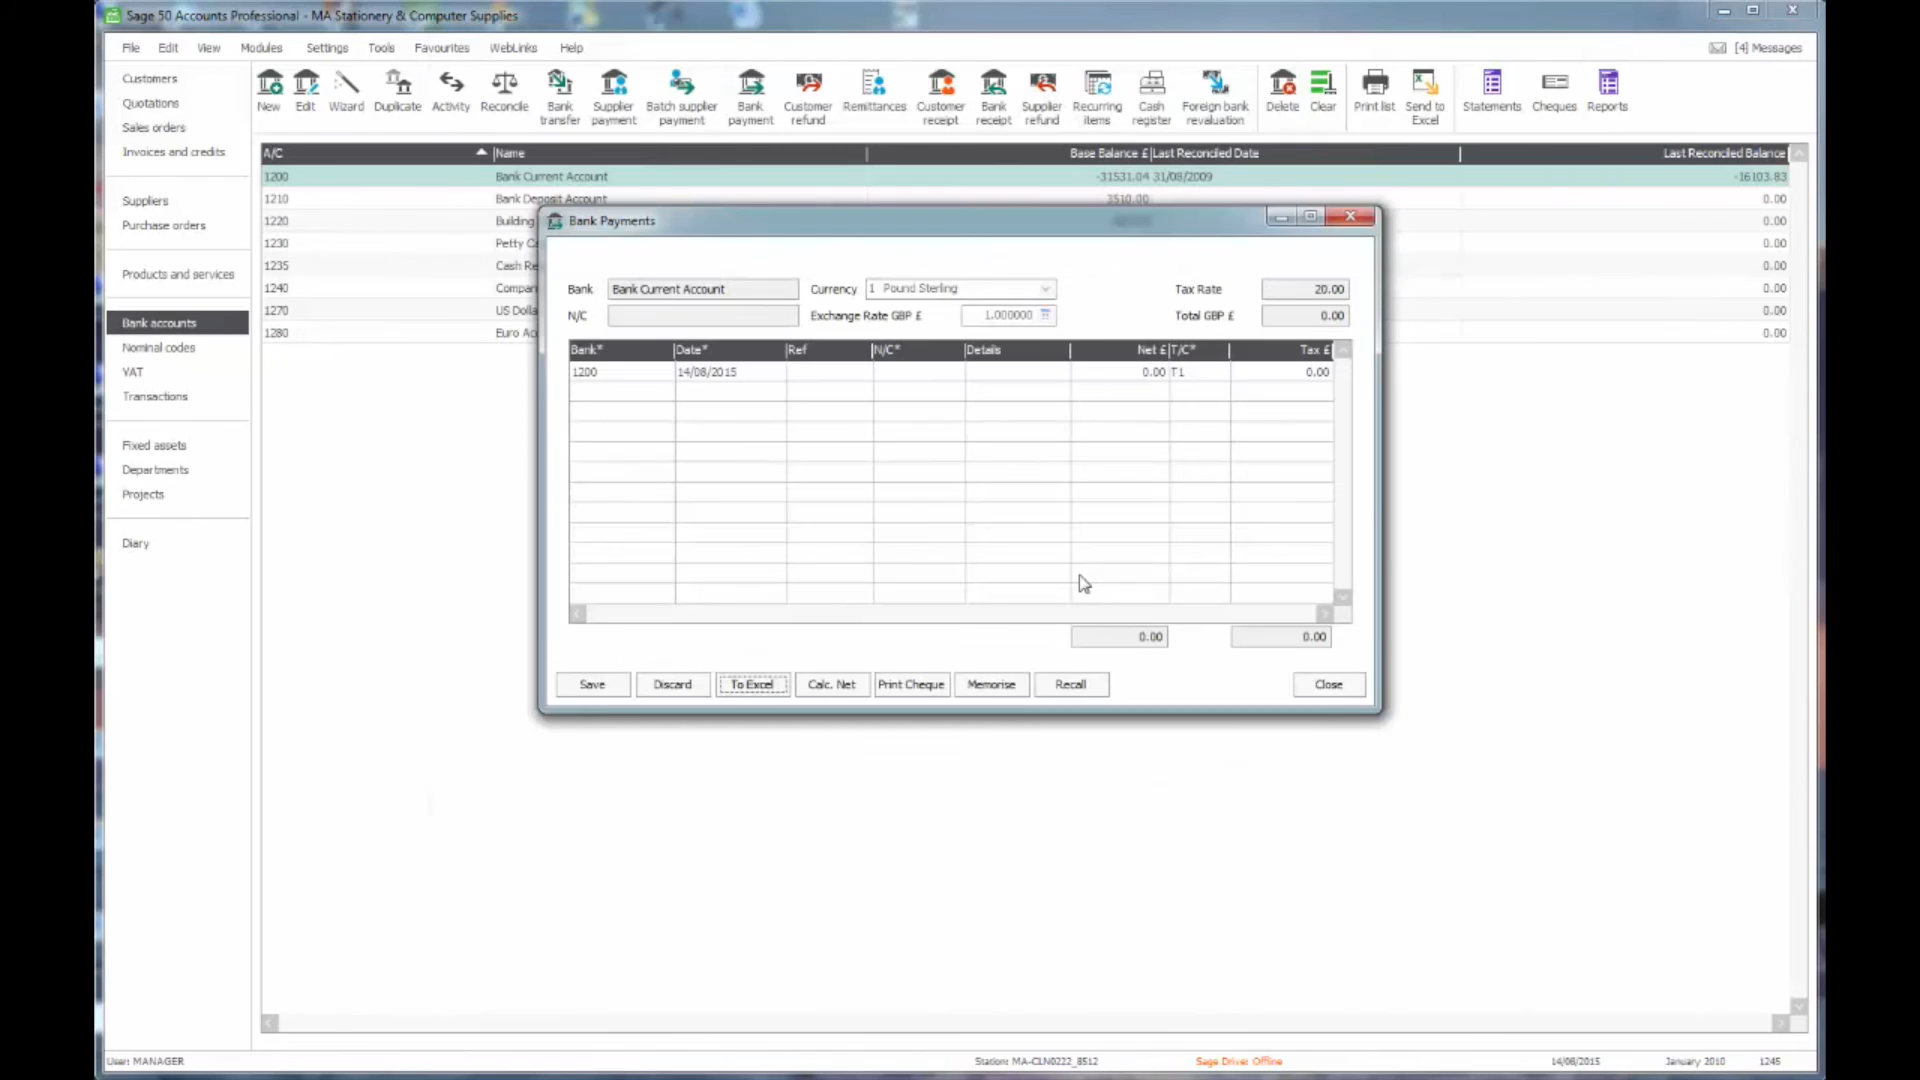 Sage 50 Accounts Professional - MA Stationery & Computer Supplies
File Edit View Modules Settings Tools Favourites WebLinks Help [4] Messages
New Edit Wizard Duplicate Activity Reconcile Bank transfer Supplier payment Batch supplier payment Bank payment Customer refund Remittances Customer receipt Bank receipt Supplier refund Recurring items Cash register Foreign bank revaluation Delete Clear Print list Send to Excel Statements Cheques Reports
Customers
Quotations
Sales orders
Invoices and credits
Suppliers
Purchase orders
Products and services
Bank accounts
Nominal codes
VAT
Transactions
Fixed assets
Departments
Projects
Diary
A/C Name Base Balance £ Last Reconciled Date Last Reconciled Balance
1200 Bank Current Account -31531.04 31/08/2009 -16103.83
1210 Bank Deposit Account 3510.00 0.00
1220 Building 0.00
1230 Petty C 0.00
1235 Cash Re 0.00
1240 Compan 0.00
1270 US Dolla 0.00
1280 Euro Ac 0.00
Bank Payments
Bank Bank Current Account Currency 1 Pound Sterling Tax Rate 20.00
N/C Exchange Rate GBP £ 1.000000 Total GBP £ 0.00
Bank* Date* Ref N/C* Details Net £ T/C* Tax £
1200 14/08/2015 0.00 T1 0.00
0.00 0.00
Save Discard To Excel Calc. Net Print Cheque Memorise Recall Close
User: MANAGER Station: MA-CLN0222_8512 Sage Drive: Offline 14/08/2015 January 2010 1245